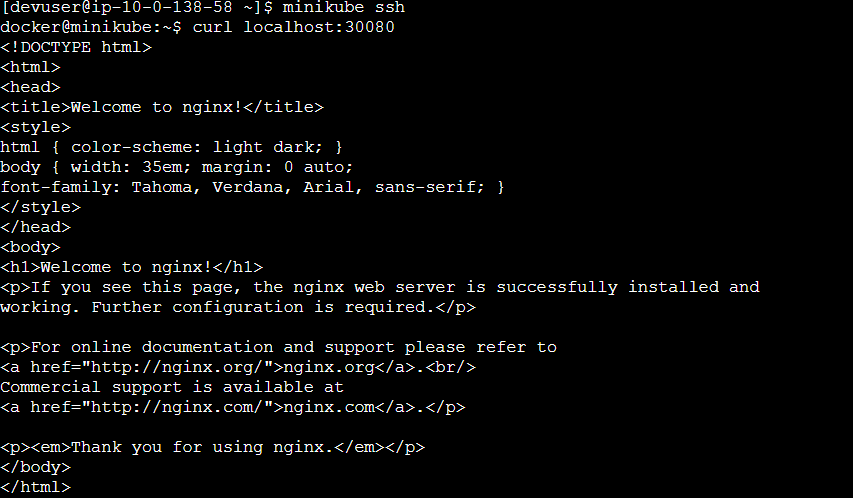 [devuser@ip-10-0-138-58 ~]$ minikube ssh
docker@minikube:~$ curl localhost:30080
<!DOCTYPE html>
<html>
<head>
<title>Welcome to nginx!</title>
<style>
html { color-scheme: light dark; }
body { width: 35em; margin: 0 auto;
font-family: Tahoma, Verdana, Arial, sans-serif; }
</style>
</head>
<body>
<h1>Welcome to nginx!</h1>
<p>If you see this page, the nginx web server is successfully installed and
working. Further configuration is required.</p>

<p>For online documentation and support please refer to
<a href="http://nginx.org/">nginx.org</a>.<br/>
Commercial support is available at
<a href="http://nginx.com/">nginx.com</a>.</p>

<p><em>Thank you for using nginx.</em></p>
</body>
</html>